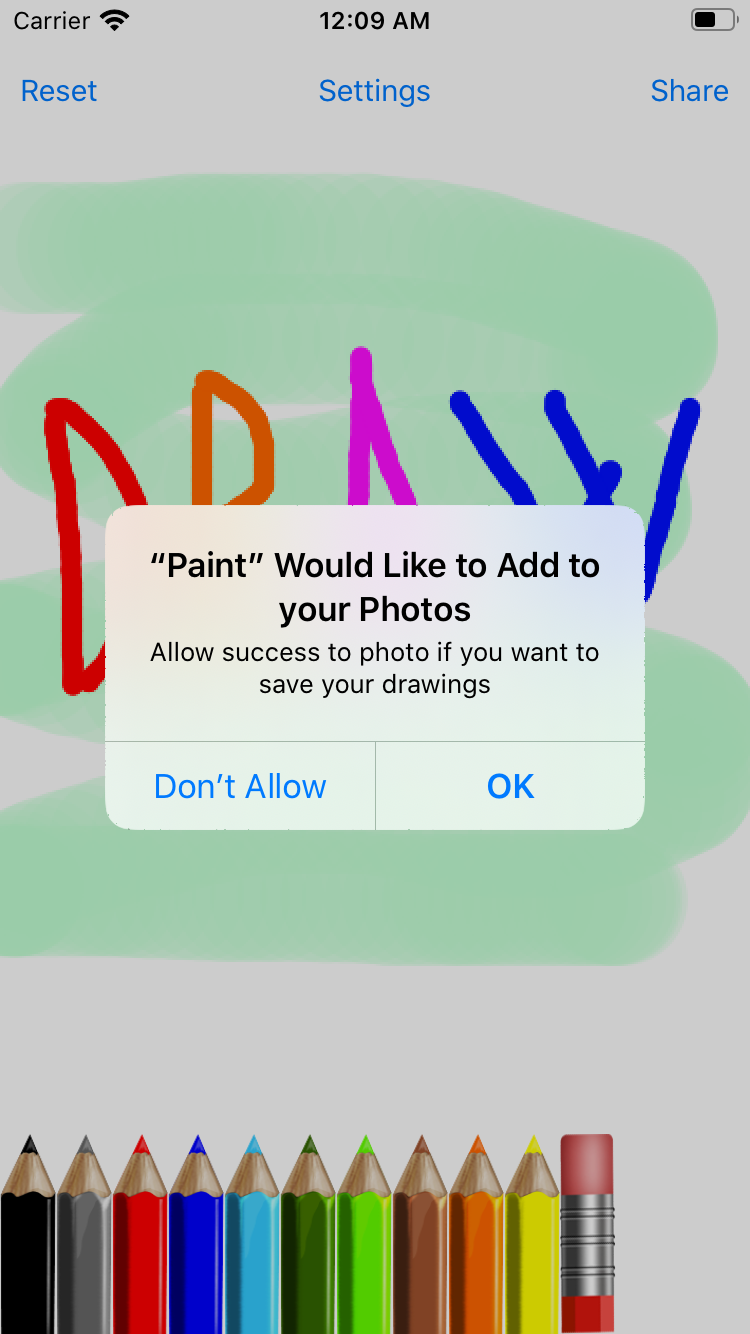 Carrier 12:09 AM
Reset Settings Share
DRAW
“Paint” Would Like to Add to
your Photos
Allow success to photo if you want to
save your drawings
Don’t Allow OK